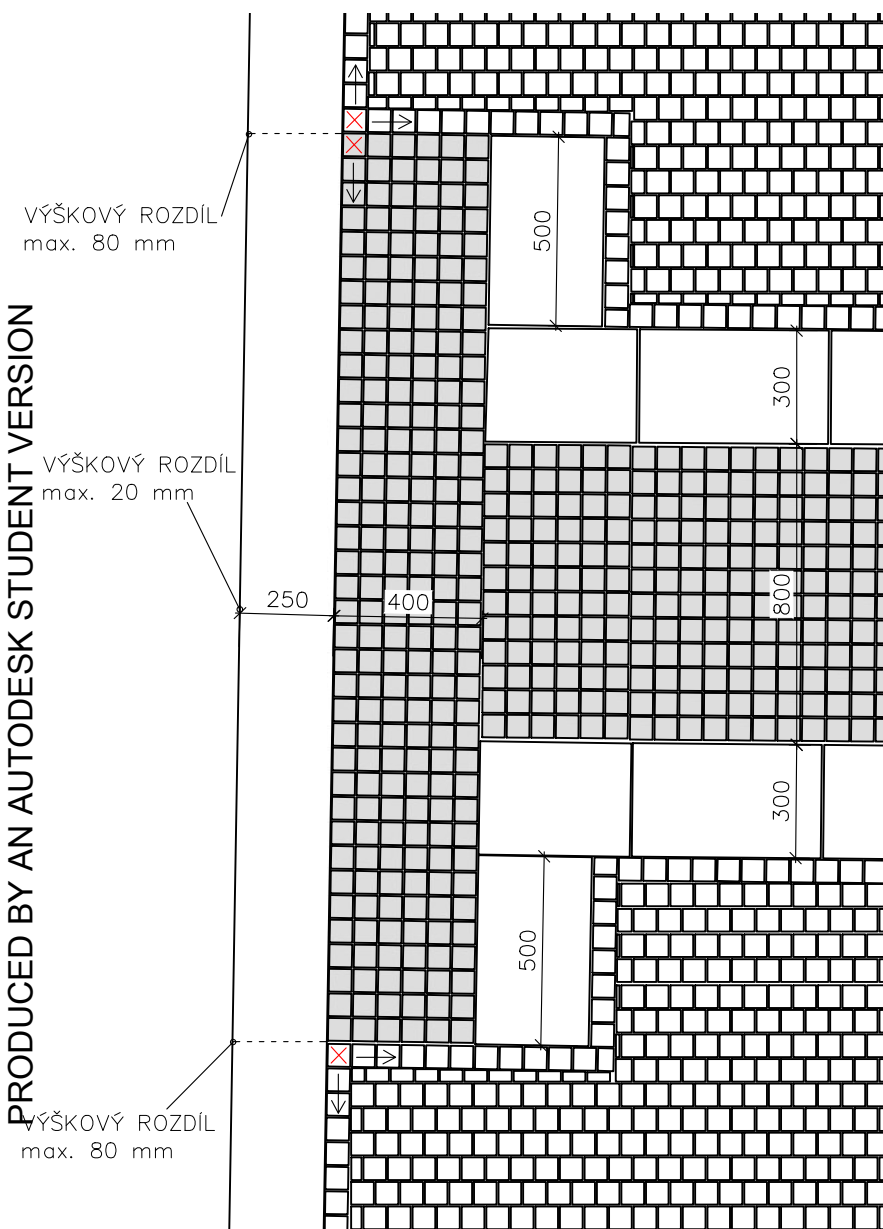 PRODUCED BY AN AUTODESK STUDENT VERSION
VÝŠKOVÝ ROZDÍL
max. 80 mm
500
300
VÝŠKOVÝ ROZDÍL
max. 20 mm
250
400
800
300
500
VÝŠKOVÝ ROZDÍL
max. 80 mm